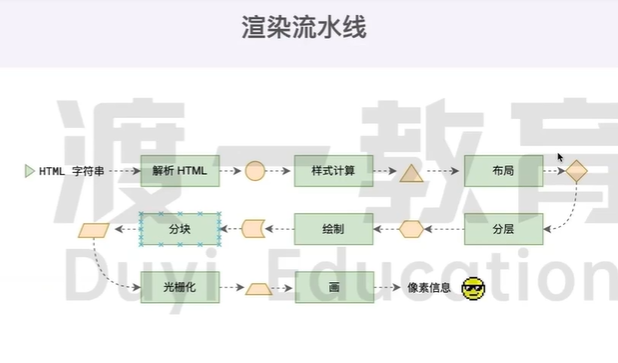 渲染流水线
HTML 字符串 解析 HTML 样式计算 布局
分块 绘制 分层
光栅化 画 像素信息
渡一教育
Duyi Education